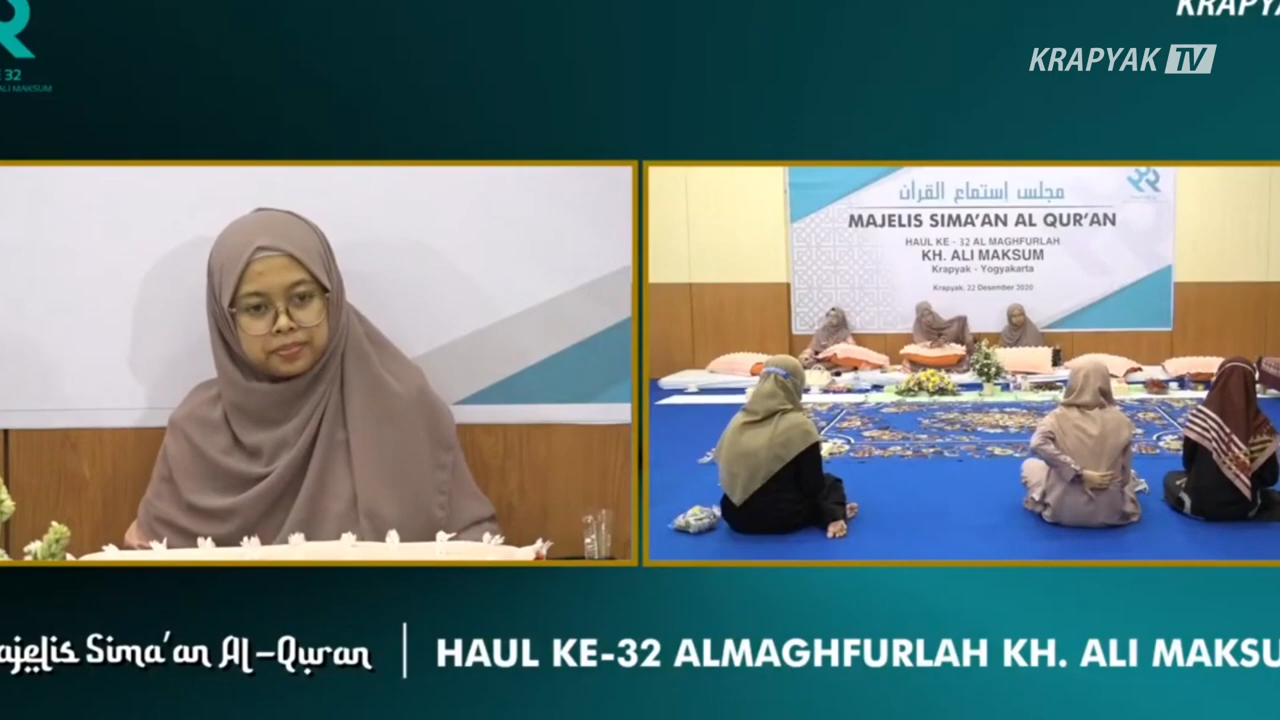 KRAPYA
KRAPYAK TV
E 32
ALI MAKSUM
مجلس إستماع القرآن
MAJELIS SIMA'AN AL QUR'AN
HAUL KE - 32 AL MAGHFURLAH
KH. ALI MAKSUM
Krapyak - Yogyakarta
Krapyak, 22 Desember 2020
ajelis Sima'an Al-Quran
HAUL KE-32 ALMAGHFURLAH KH. ALI MAKSU